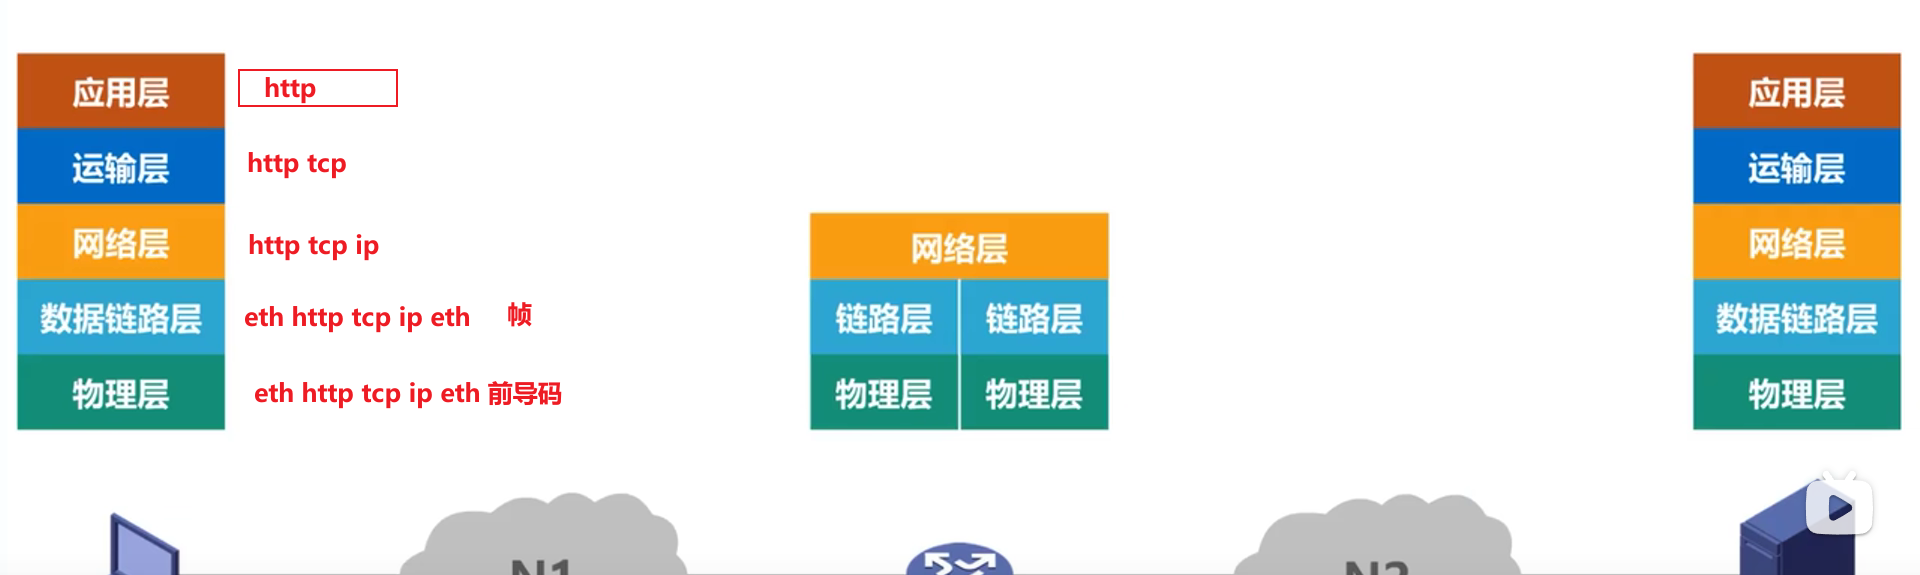 应用层
http
运输层
http tcp
网络层
http tcp ip
数据链路层
eth http tcp ip eth 帧
物理层
eth http tcp ip eth 前导码
网络层
链路层 链路层
物理层 物理层
应用层
运输层
网络层
数据链路层
物理层
N1
N2